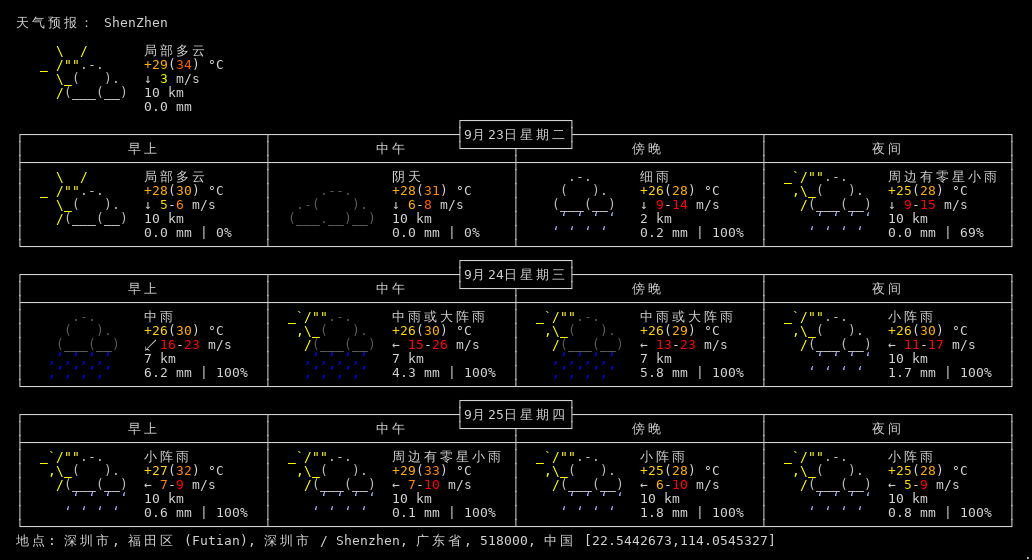 天气预报： ShenZhen
局部多云
+29(34) °C
↓ 3 m/s
10 km
0.0 mm
9月23日星期二
早上 中午 傍晚 夜间
局部多云 阴天 细雨 周边有零星小雨
+28(30) °C +28(31) °C +26(28) °C +25(28) °C
↓ 5-6 m/s ↓ 6-8 m/s ↓ 9-14 m/s ↓ 9-15 m/s
10 km 10 km 2 km 10 km
0.0 mm | 0% 0.0 mm | 0% 0.2 mm | 100% 0.0 mm | 69%
9月24日星期三
早上 中午 傍晚 夜间
中雨 中雨或大阵雨 中雨或大阵雨 小阵雨
+26(30) °C +26(30) °C +26(29) °C +26(30) °C
↙ 16-23 m/s ← 15-26 m/s ← 13-23 m/s ← 11-17 m/s
7 km 7 km 7 km 10 km
6.2 mm | 100% 4.3 mm | 100% 5.8 mm | 100% 1.7 mm | 100%
9月25日星期四
早上 中午 傍晚 夜间
小阵雨 周边有零星小雨 小阵雨 小阵雨
+27(32) °C +29(33) °C +25(28) °C +25(28) °C
← 7-9 m/s ← 7-10 m/s ← 6-10 m/s ← 5-9 m/s
10 km 10 km 10 km 10 km
0.6 mm | 100% 0.1 mm | 100% 1.8 mm | 100% 0.8 mm | 100%
地点: 深圳市, 福田区 (Futian), 深圳市 / Shenzhen, 广东省, 518000, 中国 [22.5442673,114.0545327]